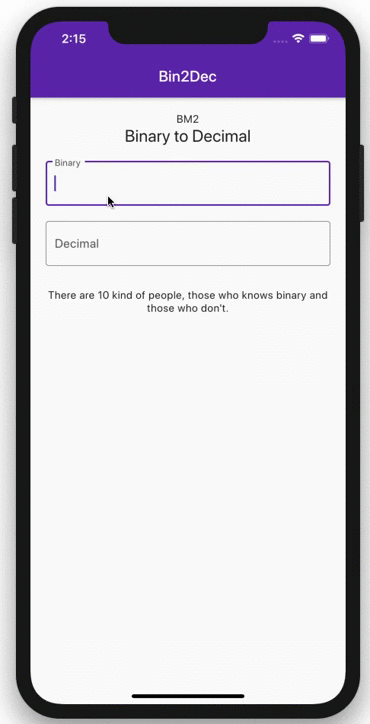 2:15
Bin2Dec
BM2
Binary to Decimal
Binary
Decimal
There are 10 kind of people, those who knows binary and
those who don't.